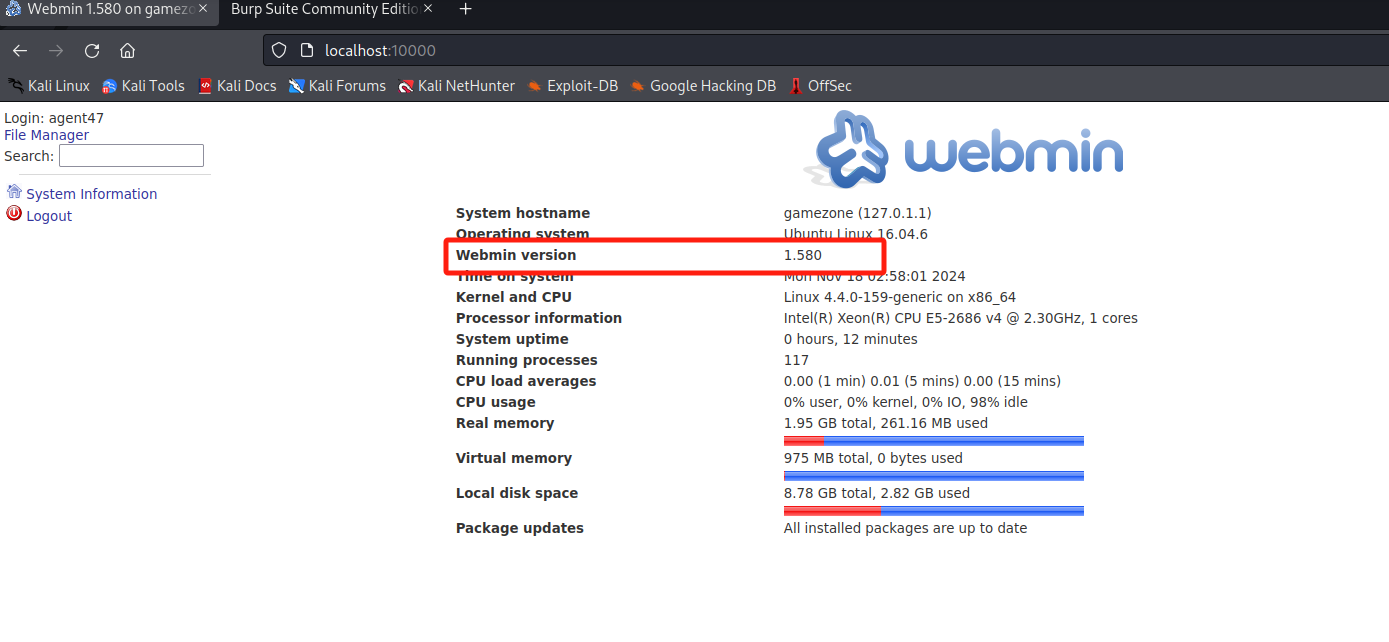 Webmin 1.580 on gamezo
Burp Suite Community Editio
localhost:10000
Kali Linux Kali Tools Kali Docs Kali Forums Kali NetHunter Exploit-DB Google Hacking DB OffSec
Login: agent47
File Manager
Search:
System Information
Logout
webmin
System hostname gamezone (127.0.1.1)
Operating system Ubuntu Linux 16.04.6
Webmin version 1.580
Time on system Mon Nov 18 02:58:01 2024
Kernel and CPU Linux 4.4.0-159-generic on x86_64
Processor information Intel(R) Xeon(R) CPU E5-2686 v4 @ 2.30GHz, 1 cores
System uptime 0 hours, 12 minutes
Running processes 117
CPU load averages 0.00 (1 min) 0.01 (5 mins) 0.00 (15 mins)
CPU usage 0% user, 0% kernel, 0% IO, 98% idle
Real memory 1.95 GB total, 261.16 MB used
Virtual memory 975 MB total, 0 bytes used
Local disk space 8.78 GB total, 2.82 GB used
Package updates All installed packages are up to date